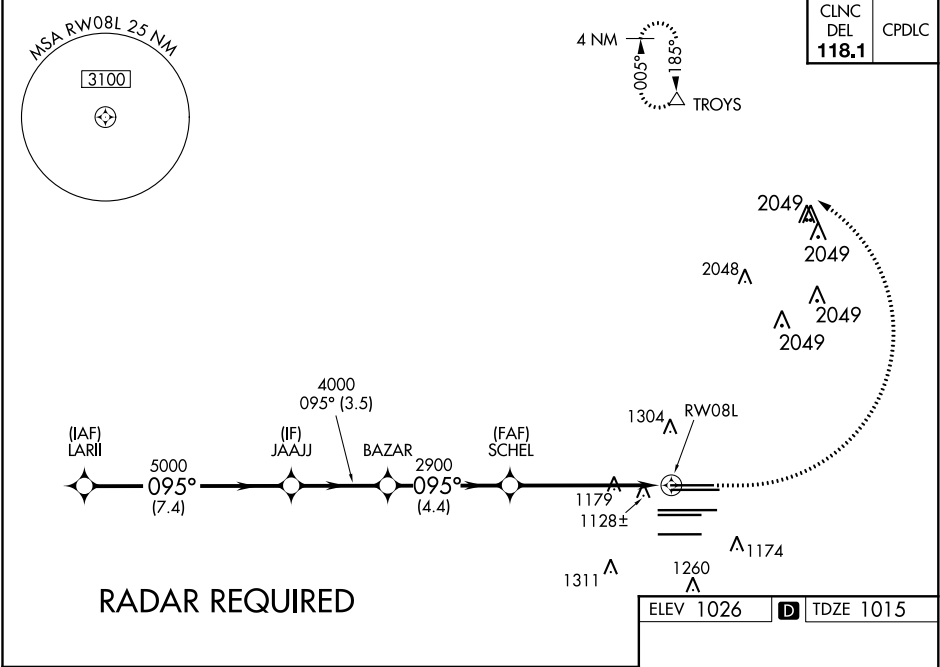 MSA RW08L 25 NM
3100
4 NM
005°
185°
TROYS
CLNC
DEL
118.1
CPDLC
2049
2049
2048
2049
2049
4000
095° (3.5)
1304
RW08L
(IAF)
LARII
5000
095°
(7.4)
(IF)
JAAJJ
BAZAR
2900
095°
(4.4)
(FAF)
SCHEL
1179
1128±
1174
1311
1260
RADAR REQUIRED
ELEV 1026
D
TDZE 1015